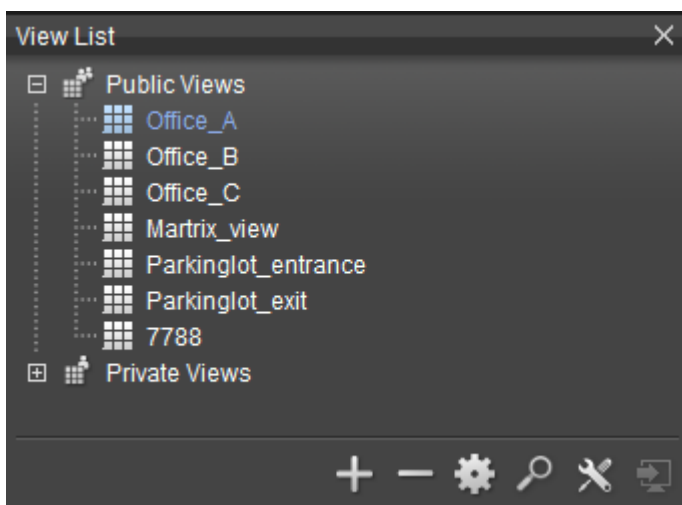 View List
Public Views
Office_A
Office_B
Office_C
Martrix_view
Parkinglot_entrance
Parkinglot_exit
7788
Private Views